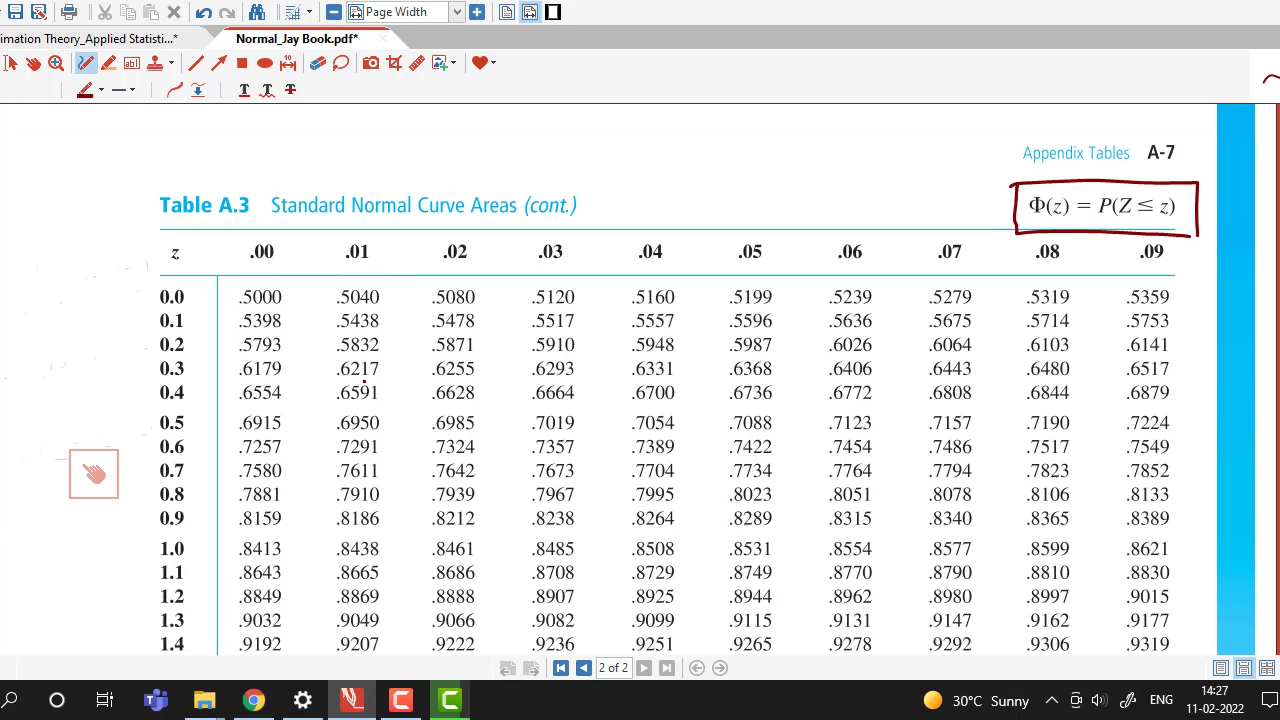 Page Width
imation Theory_Applied Statisti...*
Normal_Jay Book.pdf*
Appendix Tables A-7
Table A.3 Standard Normal Curve Areas (cont.)
Φ(z) = P(Z ≤ z)
z .00 .01 .02 .03 .04 .05 .06 .07 .08 .09
0.0 .5000 .5040 .5080 .5120 .5160 .5199 .5239 .5279 .5319 .5359
0.1 .5398 .5438 .5478 .5517 .5557 .5596 .5636 .5675 .5714 .5753
0.2 .5793 .5832 .5871 .5910 .5948 .5987 .6026 .6064 .6103 .6141
0.3 .6179 .6217 .6255 .6293 .6331 .6368 .6406 .6443 .6480 .6517
0.4 .6554 .6591 .6628 .6664 .6700 .6736 .6772 .6808 .6844 .6879
0.5 .6915 .6950 .6985 .7019 .7054 .7088 .7123 .7157 .7190 .7224
0.6 .7257 .7291 .7324 .7357 .7389 .7422 .7454 .7486 .7517 .7549
0.7 .7580 .7611 .7642 .7673 .7704 .7734 .7764 .7794 .7823 .7852
0.8 .7881 .7910 .7939 .7967 .7995 .8023 .8051 .8078 .8106 .8133
0.9 .8159 .8186 .8212 .8238 .8264 .8289 .8315 .8340 .8365 .8389
1.0 .8413 .8438 .8461 .8485 .8508 .8531 .8554 .8577 .8599 .8621
1.1 .8643 .8665 .8686 .8708 .8729 .8749 .8770 .8790 .8810 .8830
1.2 .8849 .8869 .8888 .8907 .8925 .8944 .8962 .8980 .8997 .9015
1.3 .9032 .9049 .9066 .9082 .9099 .9115 .9131 .9147 .9162 .9177
1.4 .9192 .9207 .9222 .9236 .9251 .9265 .9278 .9292 .9306 .9319
2 of 2
30°C Sunny
ENG
14:27
11-02-2022